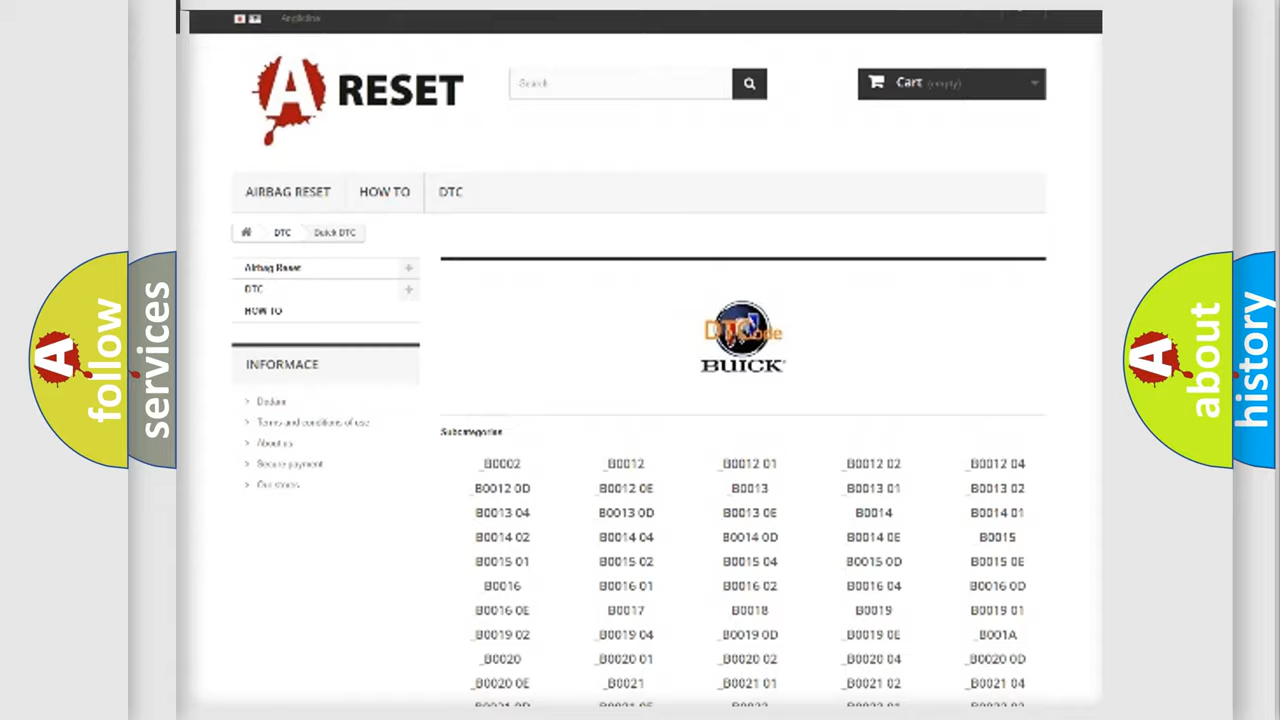 A RESET
Search
Cart (empty)
AIRBAG RESET HOW TO DTC
DTC Buick DTC
Airbag Reset
DTC
HOW TO
INFORMACE
Dodání
Terms and conditions of use
About us
Secure payment
Our stores
DTC Code
BUICK
Subcategories
_B0002 _B0012 _B0012 01 _B0012 02 _B0012 04
_B0012 0D _B0012 0E _B0013 _B0013 01 _B0013 02
_B0013 04 _B0013 0D _B0013 0E _B0014 _B0014 01
_B0014 02 _B0014 04 _B0014 0D _B0014 0E _B0015
_B0015 01 _B0015 02 _B0015 04 _B0015 0D _B0015 0E
_B0016 _B0016 01 _B0016 02 _B0016 04 _B0016 0D
_B0016 0E _B0017 _B0018 _B0019 _B0019 01
_B0019 02 _B0019 04 _B0019 0D _B0019 0E _B001A
_B0020 _B0020 01 _B0020 02 _B0020 04 _B0020 0D
_B0020 0E _B0021 _B0021 01 _B0021 02 _B0021 04
A follow
services
A about
history